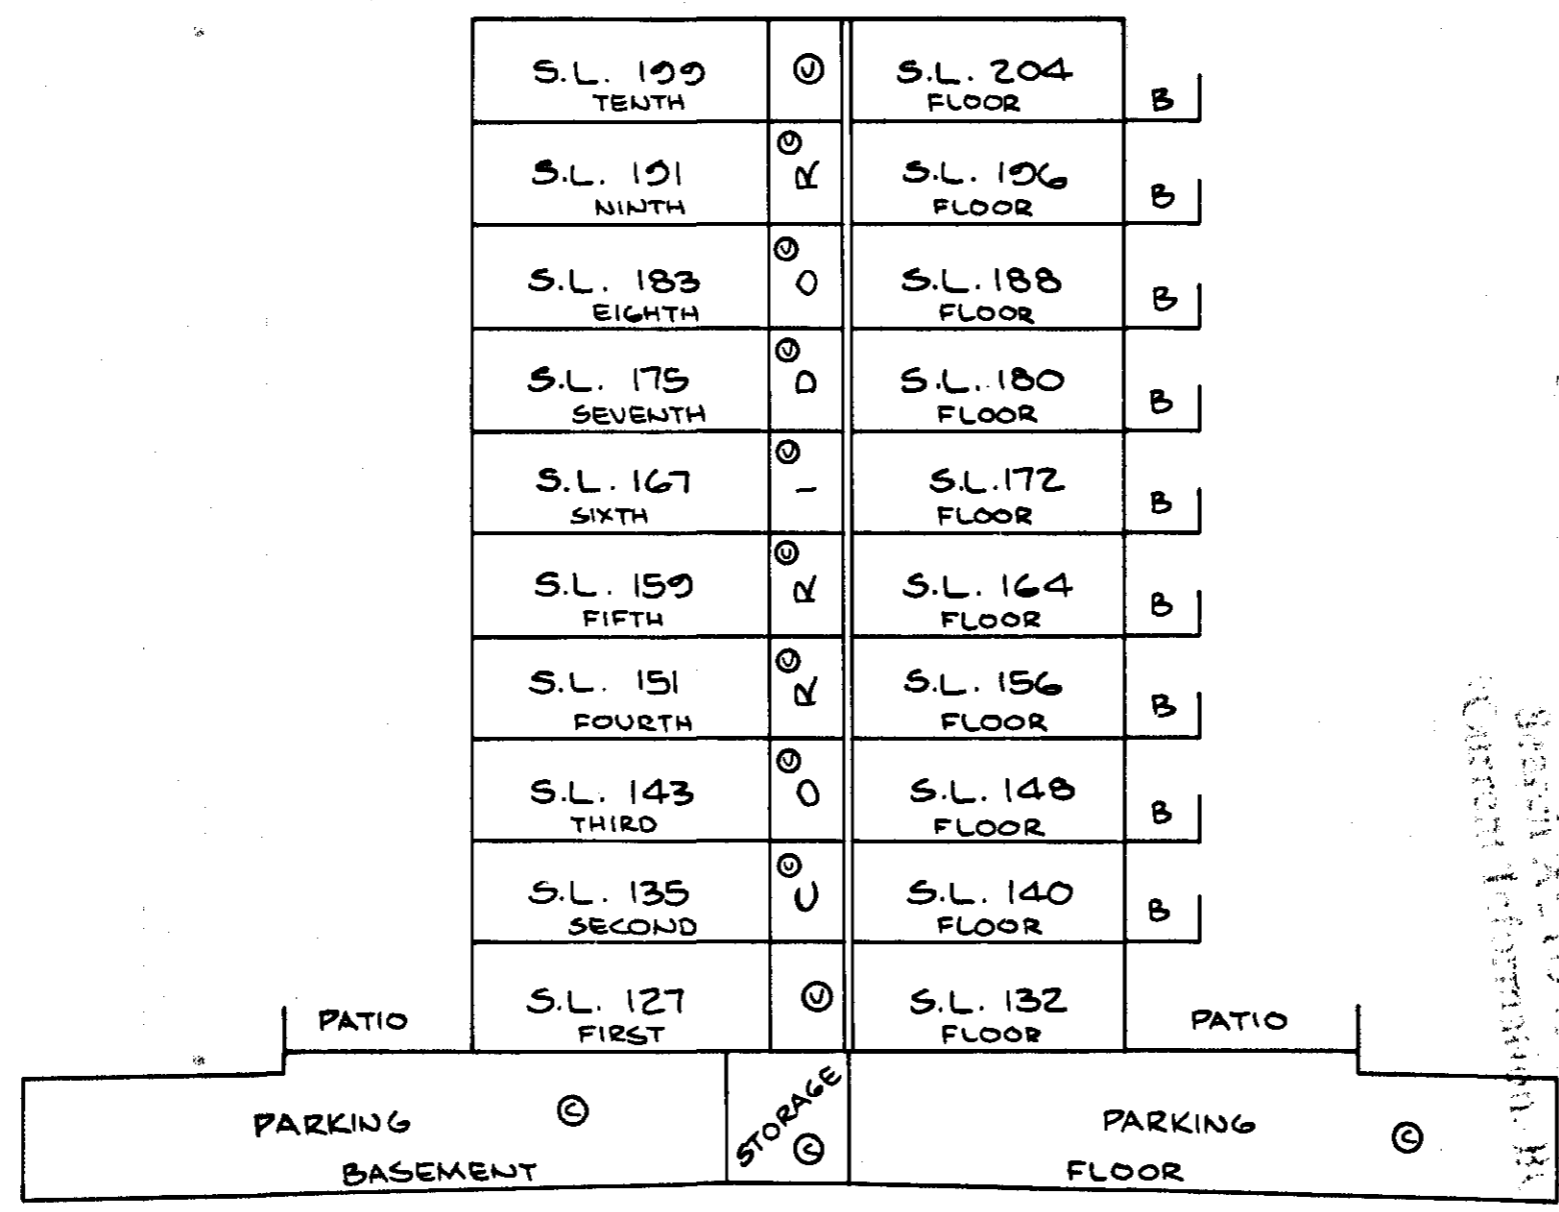 S.L. 199 Ⓤ S.L. 204
TENTH FLOOR B
Ⓤ
S.L. 191 R S.L. 196
NINTH FLOOR B
Ⓤ
S.L. 183 O S.L. 188
EIGHTH FLOOR B
Ⓤ
S.L. 175 D S.L. 180
SEVENTH FLOOR B
Ⓤ
S.L. 167 I S.L. 172
SIXTH FLOOR B
Ⓤ
S.L. 159 R S.L. 164
FIFTH FLOOR B
Ⓤ
S.L. 151 R S.L. 156
FOURTH FLOOR B
Ⓤ
S.L. 143 O S.L. 148
THIRD FLOOR B
Ⓤ
S.L. 135 U S.L. 140
SECOND FLOOR B
S.L. 127 Ⓤ S.L. 132
PATIO FIRST FLOOR PATIO
PARKING Ⓒ STORAGE Ⓒ PARKING Ⓒ
BASEMENT FLOOR